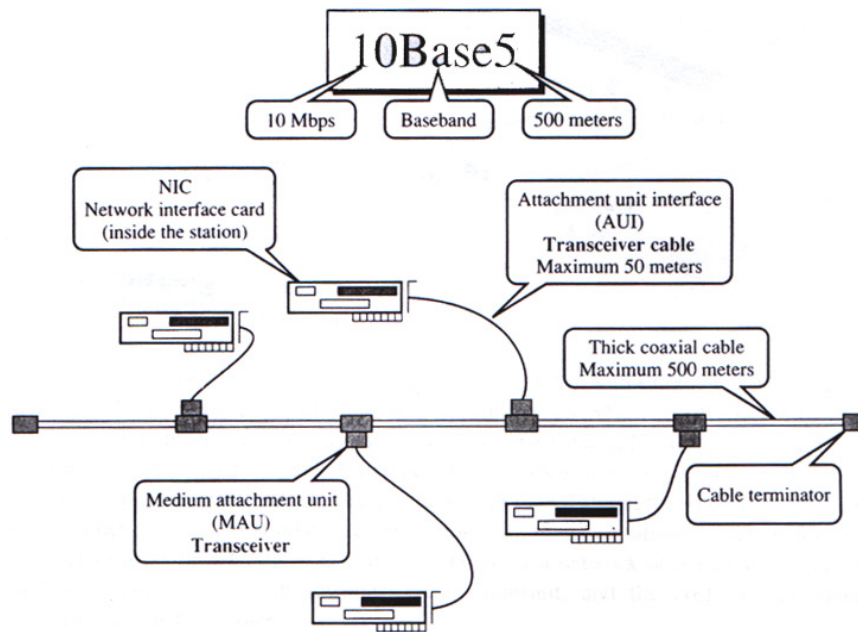 10Base5
10 Mbps
Baseband
500 meters
NIC
Network interface card
(inside the station)
Attachment unit interface
(AUI)
Transceiver cable
Maximum 50 meters
Thick coaxial cable
Maximum 500 meters
Medium attachment unit
(MAU)
Transceiver
Cable terminator